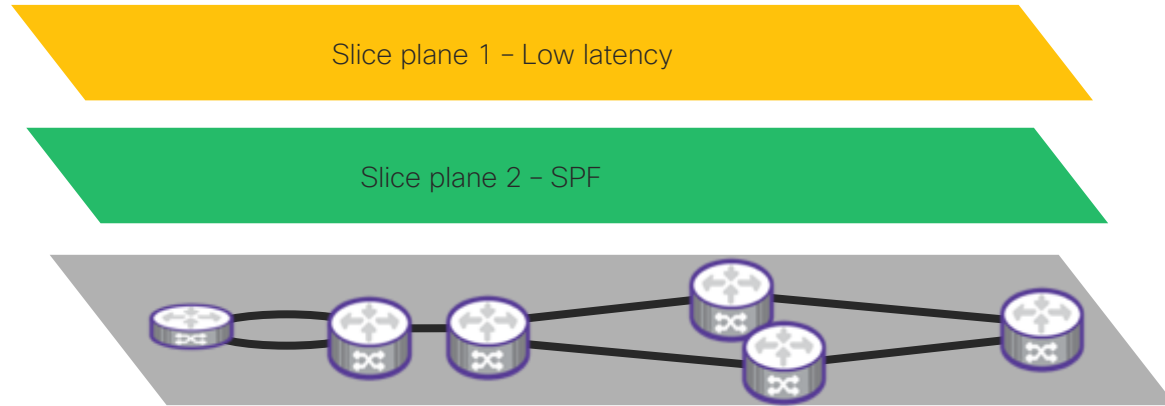 Slice plane 1 – Low latency
Slice plane 2 – SPF